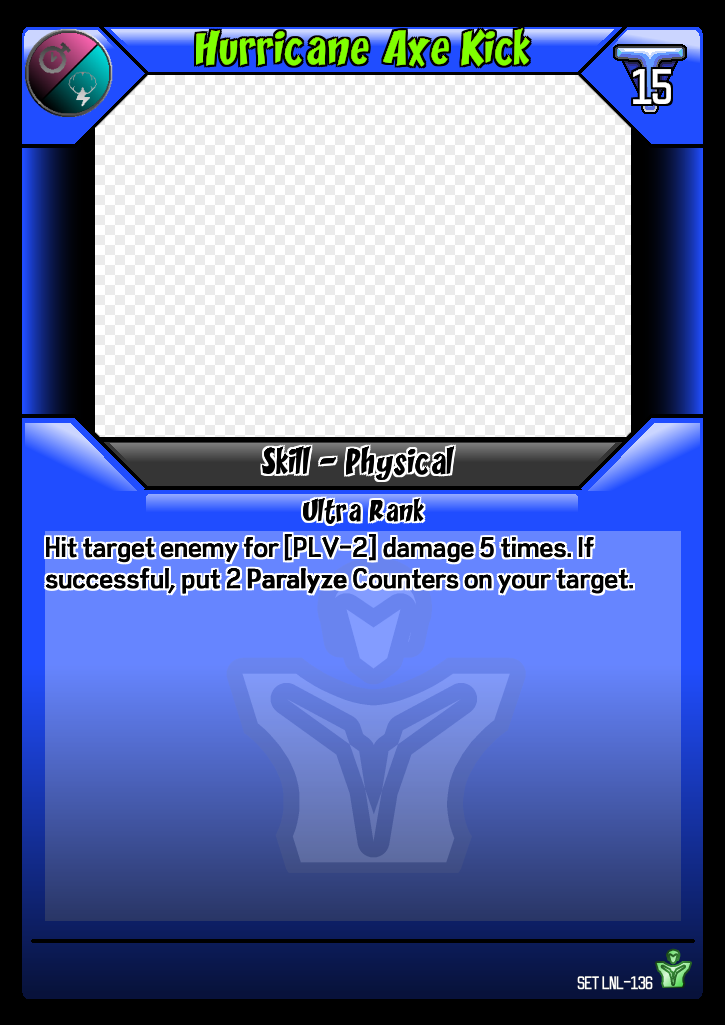 Hurricane Axe Kick
15
Skill - Physical
Ultra Rank
Hit target enemy for [PLV-2] damage 5 times. If
successful, put 2 Paralyze Counters on your target.
SET LNL-136